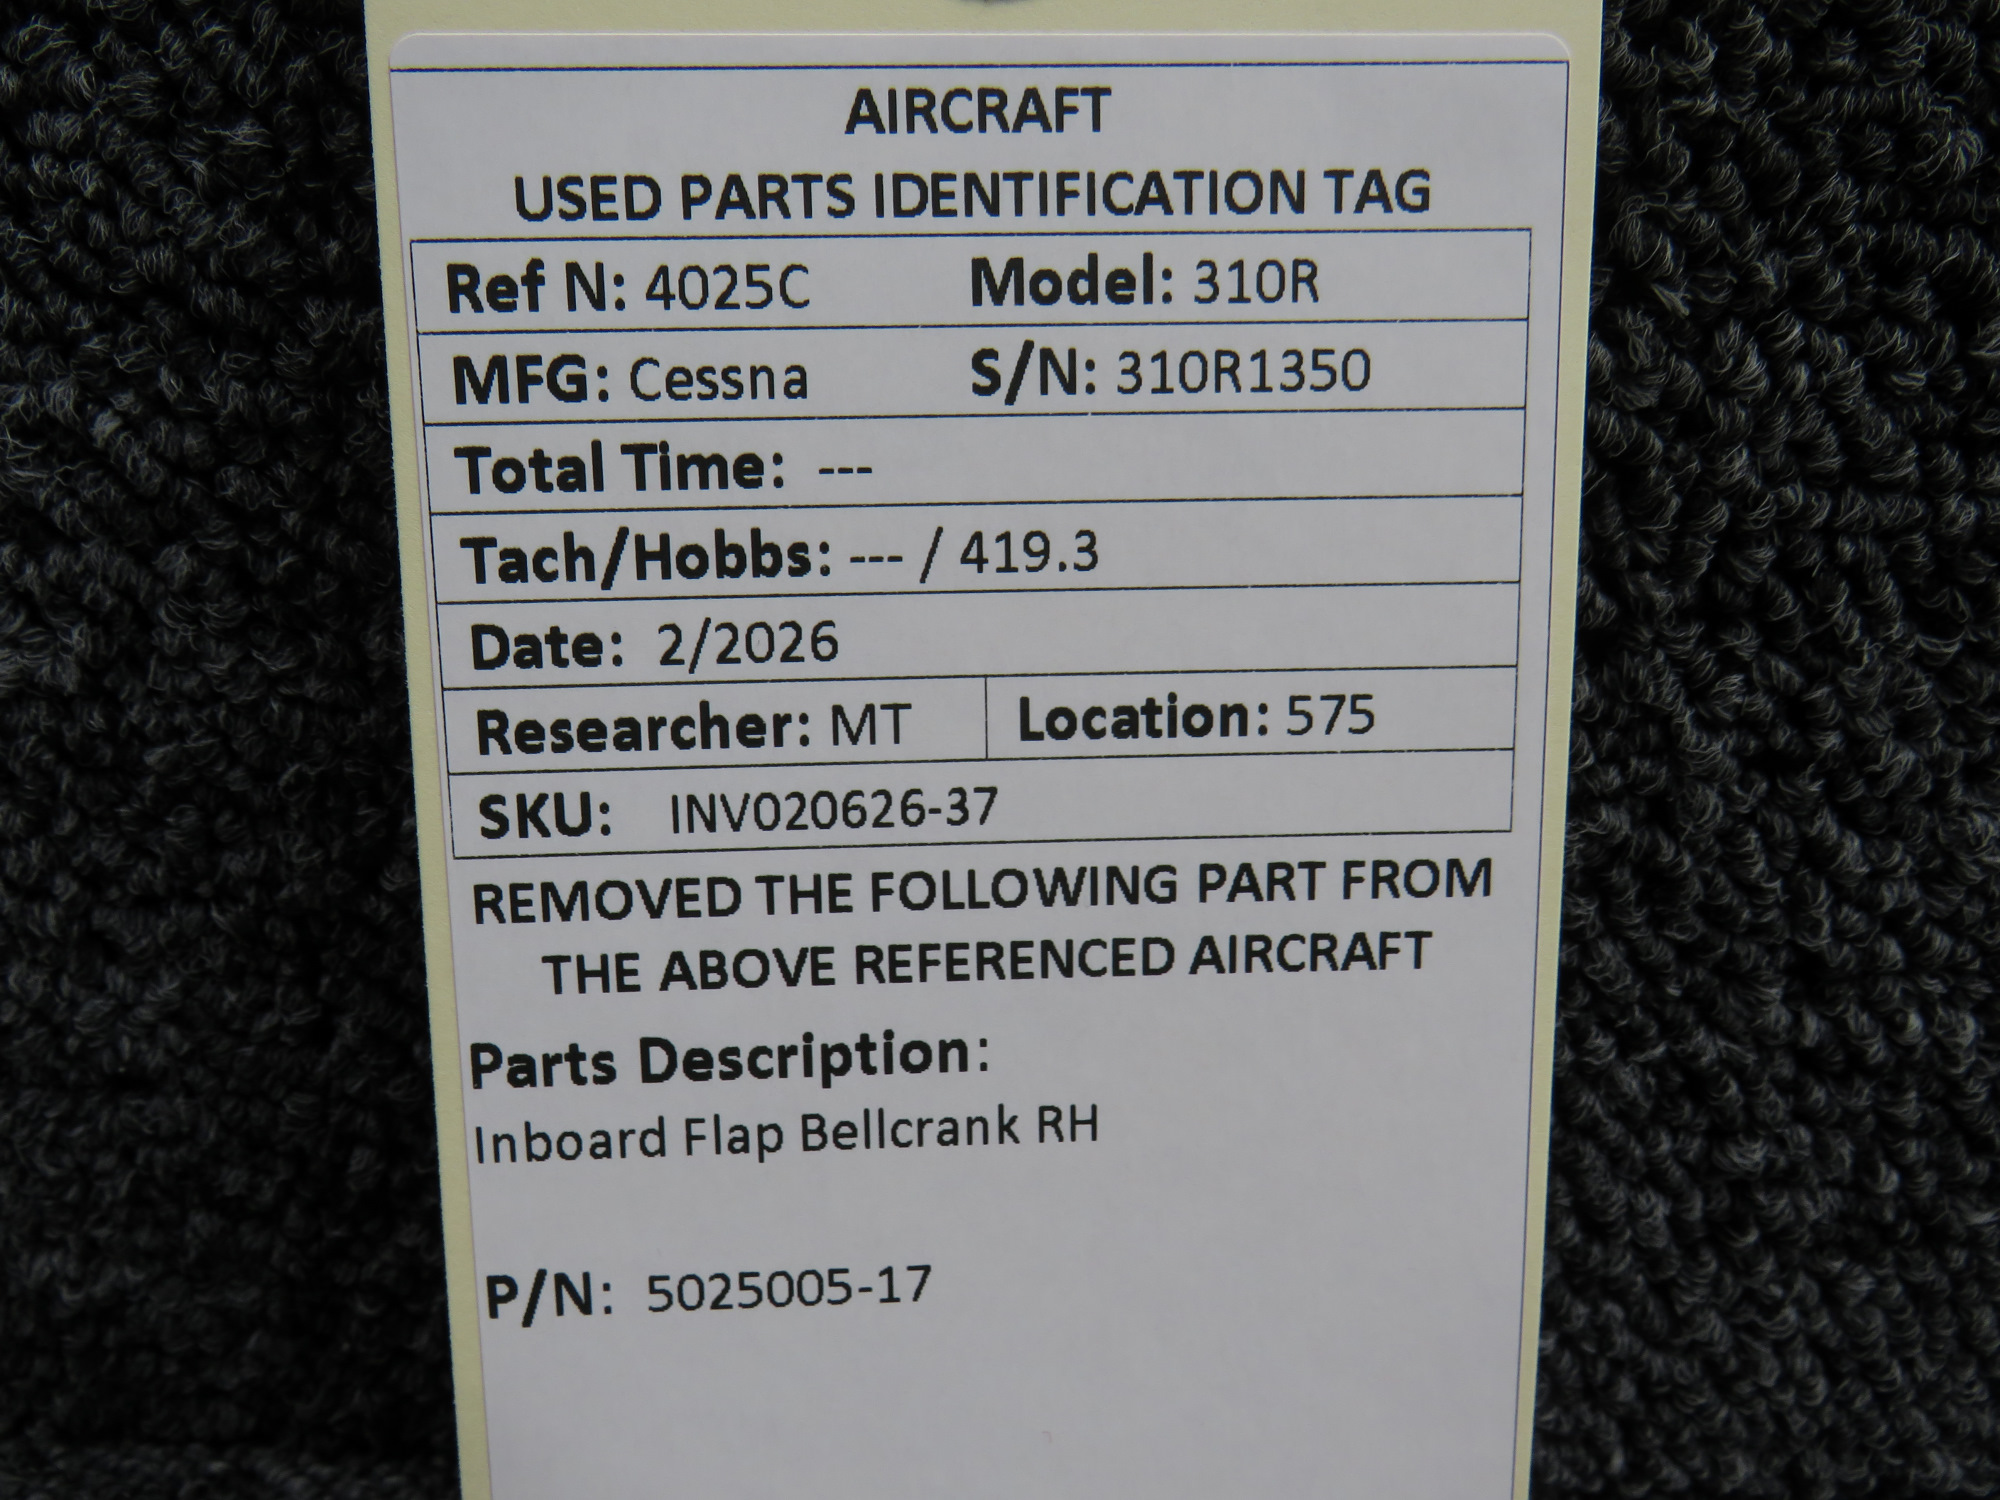 AIRCRAFT
USED PARTS IDENTIFICATION TAG
Ref N: 4025C Model: 310R
MFG: Cessna S/N: 310R1350
Total Time: ---
Tach/Hobbs: --- / 419.3
Date: 2/2026
Researcher: MT Location: 575
SKU: INV020626-37
REMOVED THE FOLLOWING PART FROM
THE ABOVE REFERENCED AIRCRAFT
Parts Description:
Inboard Flap Bellcrank RH
P/N: 5025005-17